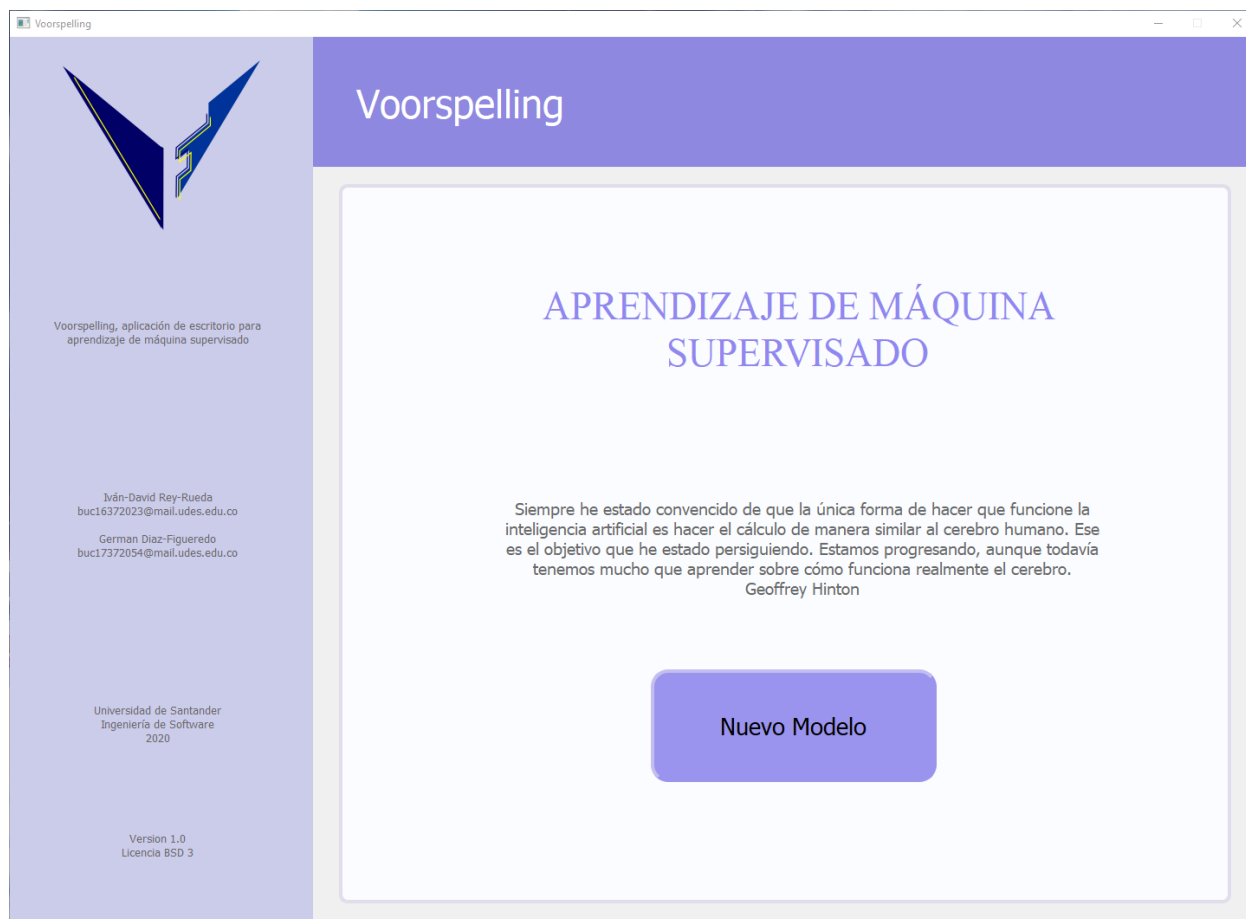 Voorspelling
Voorspelling
Voorspelling, aplicación de escritorio para
aprendizaje de máquina supervisado
Iván-David Rey-Rueda
buc16372023@mail.udes.edu.co
German Diaz-Figueredo
buc17372054@mail.udes.edu.co
Universidad de Santander
Ingeniería de Software
2020
Version 1.0
Licencia BSD 3
APRENDIZAJE DE MÁQUINA
SUPERVISADO
Siempre he estado convencido de que la única forma de hacer que funcione la
inteligencia artificial es hacer el cálculo de manera similar al cerebro humano. Ese
es el objetivo que he estado persiguiendo. Estamos progresando, aunque todavía
tenemos mucho que aprender sobre cómo funciona realmente el cerebro.
Geoffrey Hinton
Nuevo Modelo